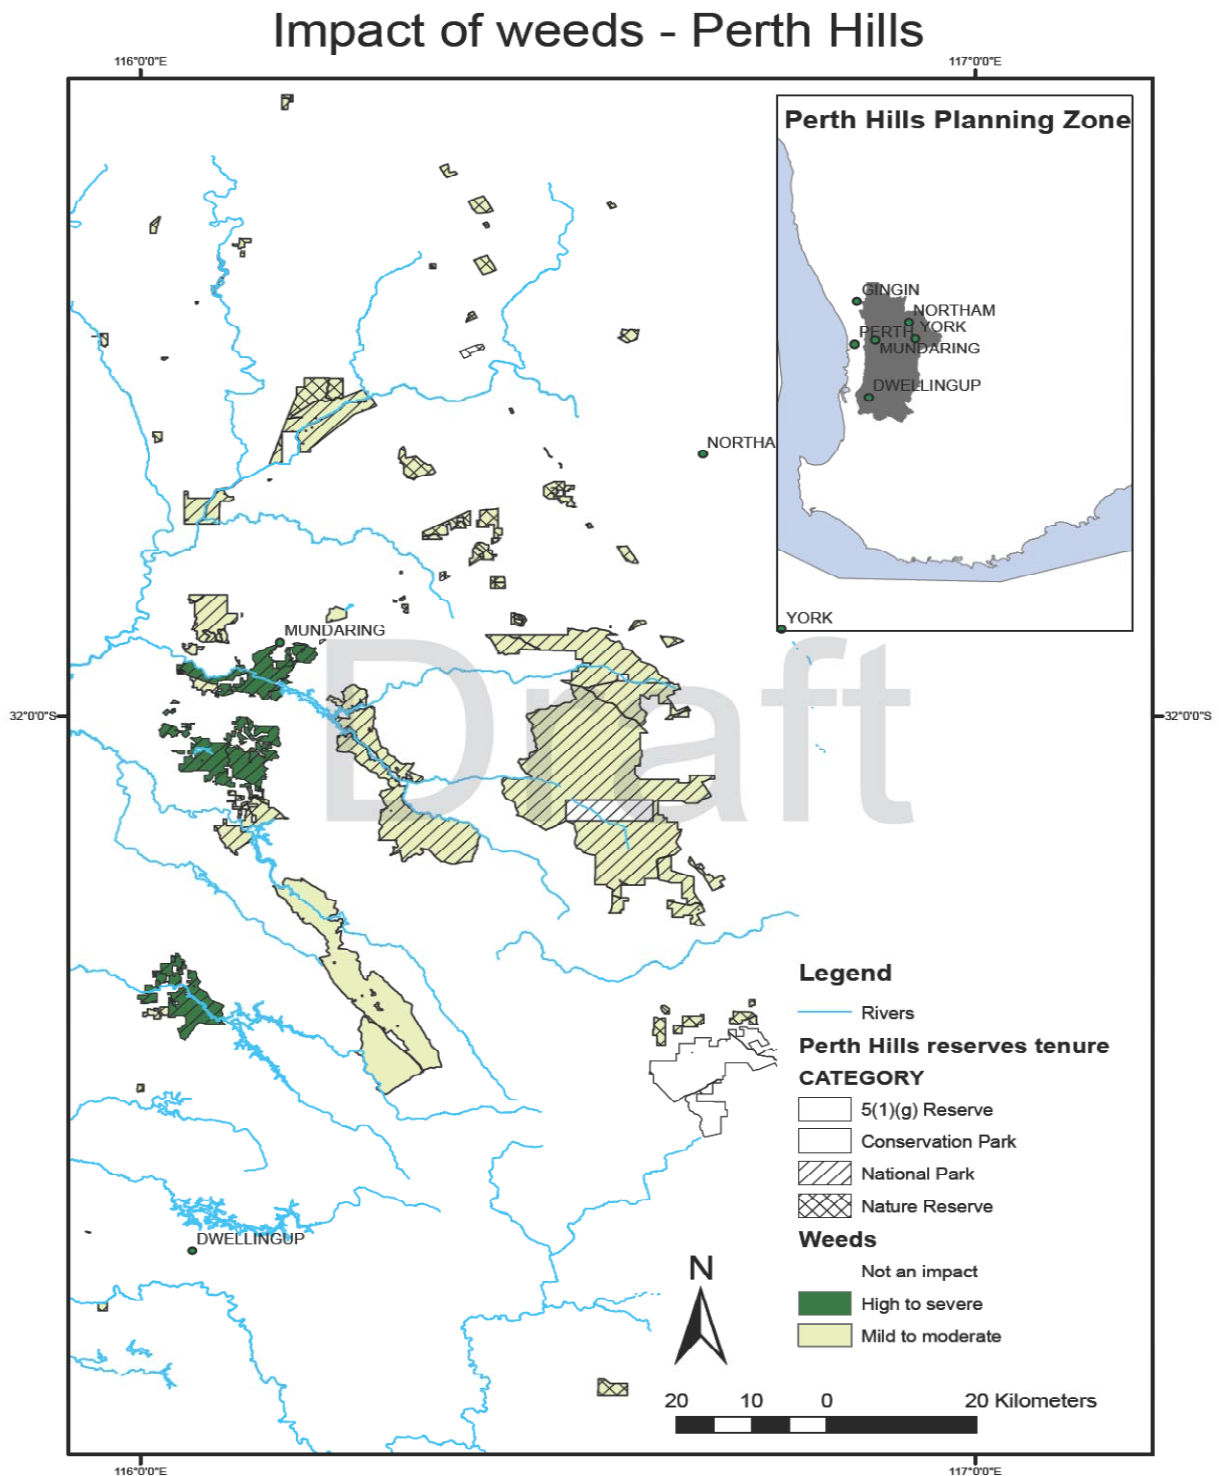 Impact of weeds - Perth Hills
116°0'0"E
117°0'0"E
Perth Hills Planning Zone
GINGIN
NORTHAM
PERTH
YORK
MUNDARING
DWELLINGUP
NORTHA
YORK
MUNDARING
Draft
32°0'0"S
32°0'0"S
Legend
Rivers
Perth Hills reserves tenure
CATEGORY
5(1)(g) Reserve
Conservation Park
National Park
Nature Reserve
Weeds
Not an impact
High to severe
Mild to moderate
DWELLINGUP
N
20 10 0 20 Kilometers
116°0'0"E
117°0'0"E